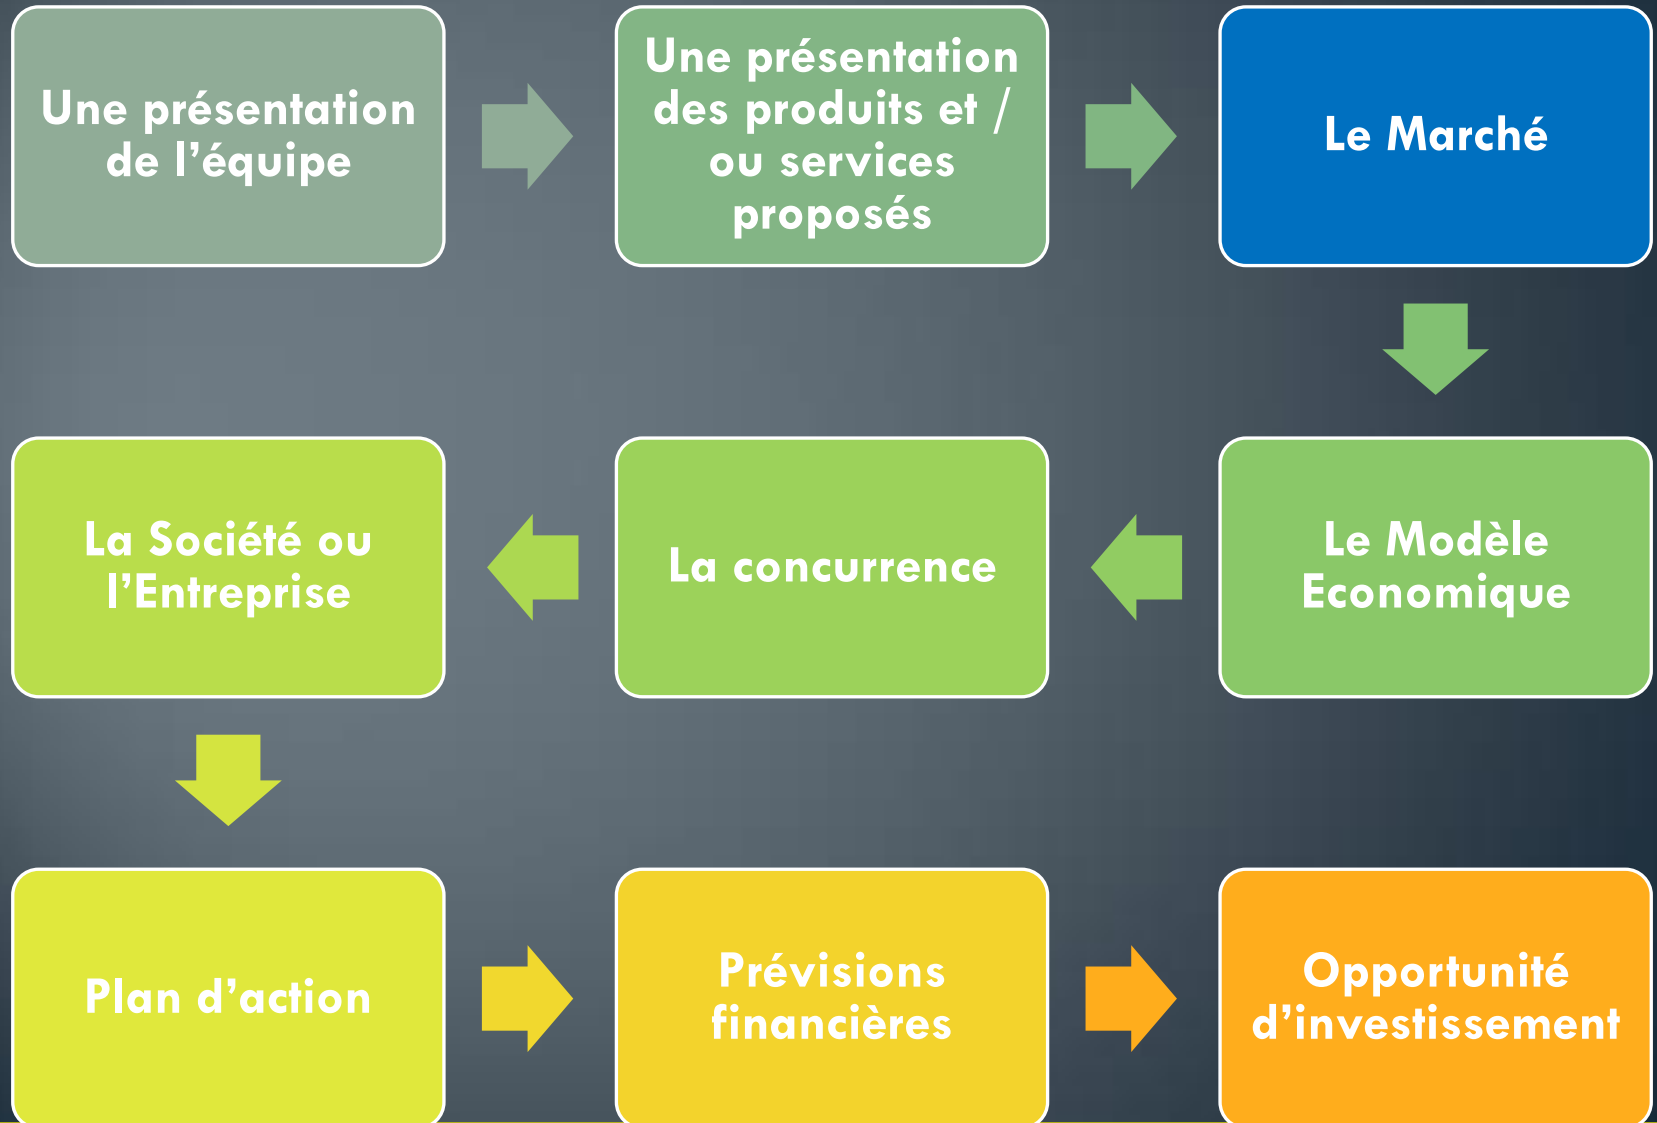 Une présentation
de l’équipe
Une présentation
des produits et /
ou services
proposés
Le Marché
Le Modèle
Economique
La concurrence
La Société ou
l’Entreprise
Plan d’action
Prévisions
financières
Opportunité
d’investissement